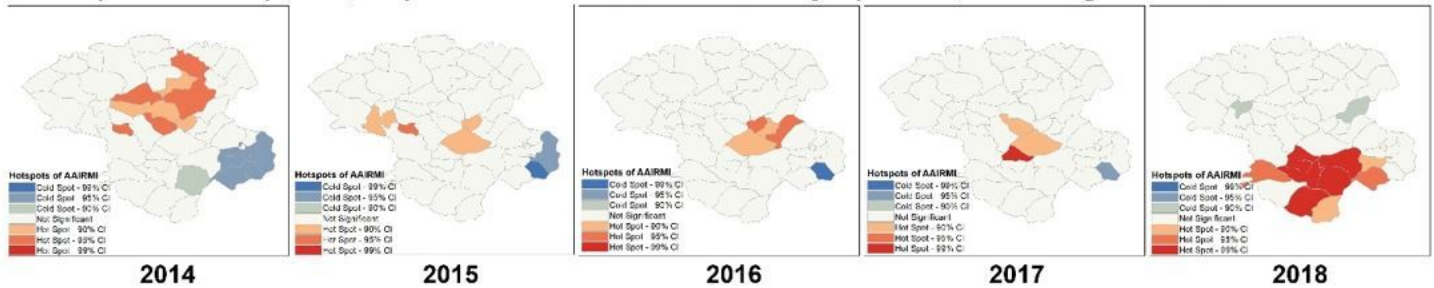 Hotspots of AAIRMI
Cold Spot - 99% CI
Cold Spot - 95% CI
Cold Spot - 90% CI
Not Significant
Hot Spot - 90% CI
Hot Spot - 95% CI
Hot Spot - 99% CI
2014
Hotspots of AAIRMI
Cold Spot - 99% CI
Cold Spot - 95% CI
Cold Spot - 90% CI
Not Significant
Hot Spot - 90% CI
Hot Spot - 95% CI
Hot Spot - 99% CI
2015
Hotspots of AAIRMI
Cold Spot - 99% CI
Cold Spot - 95% CI
Cold Spot - 90% CI
Not Significant
Hot Spot - 90% CI
Hot Spot - 95% CI
Hot Spot - 99% CI
2016
Hotspots of AAIRMI
Cold Spot - 99% CI
Cold Spot - 95% CI
Cold Spot - 90% CI
Not Significant
Hot Spot - 90% CI
Hot Spot - 95% CI
Hot Spot - 99% CI
2017
Hotspots of AAIRMI
Cold Spot - 99% CI
Cold Spot - 95% CI
Cold Spot - 90% CI
Not Significant
Hot Spot - 90% CI
Hot Spot - 95% CI
Hot Spot - 99% CI
2018